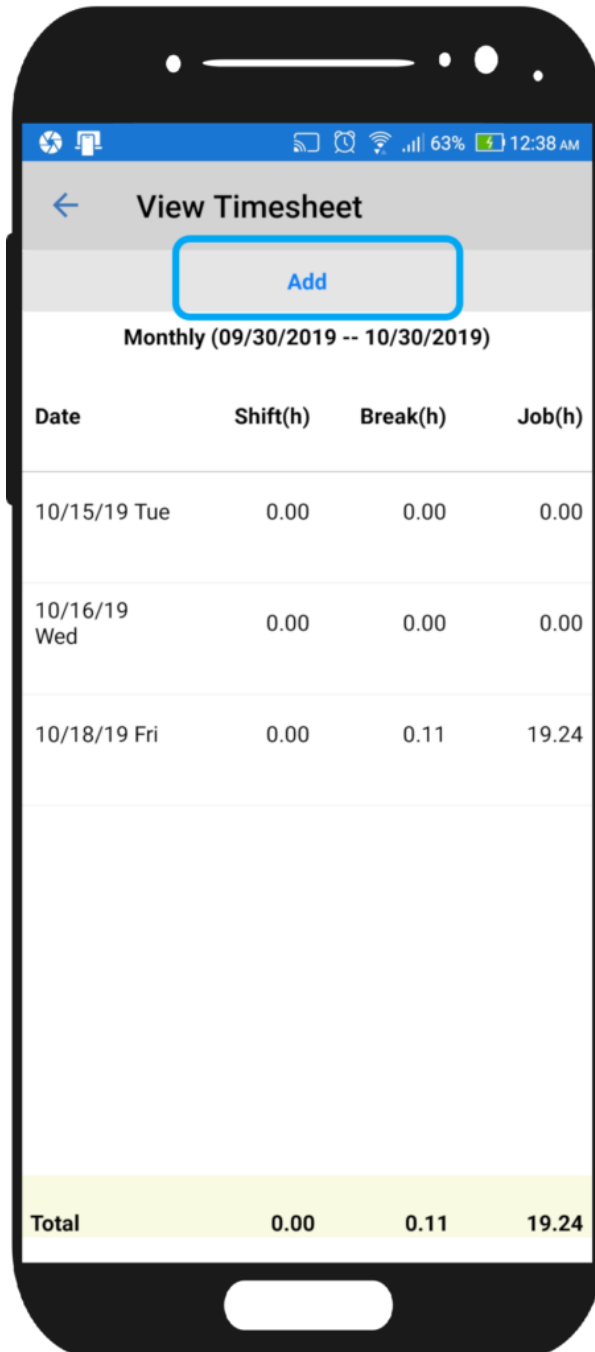 63% 12:38 AM
View Timesheet
Add
Monthly (09/30/2019 -- 10/30/2019)
Date Shift(h) Break(h) Job(h)
10/15/19 Tue 0.00 0.00 0.00
10/16/19
Wed 0.00 0.00 0.00
10/18/19 Fri 0.00 0.11 19.24
Total 0.00 0.11 19.24